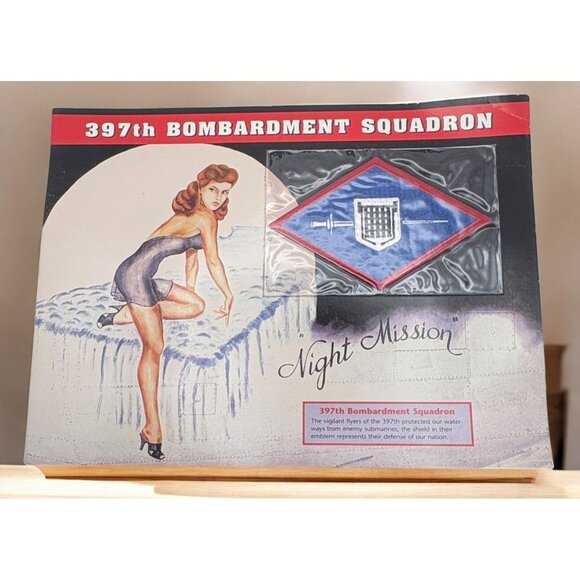 397th BOMBARDMENT SQUADRON
"Night Mission"
397th Bombardment Squadron
The vigilant flyers of the 397th protected our water-
ways from enemy submarines; the shield in their
emblem represents their defense of our nation.